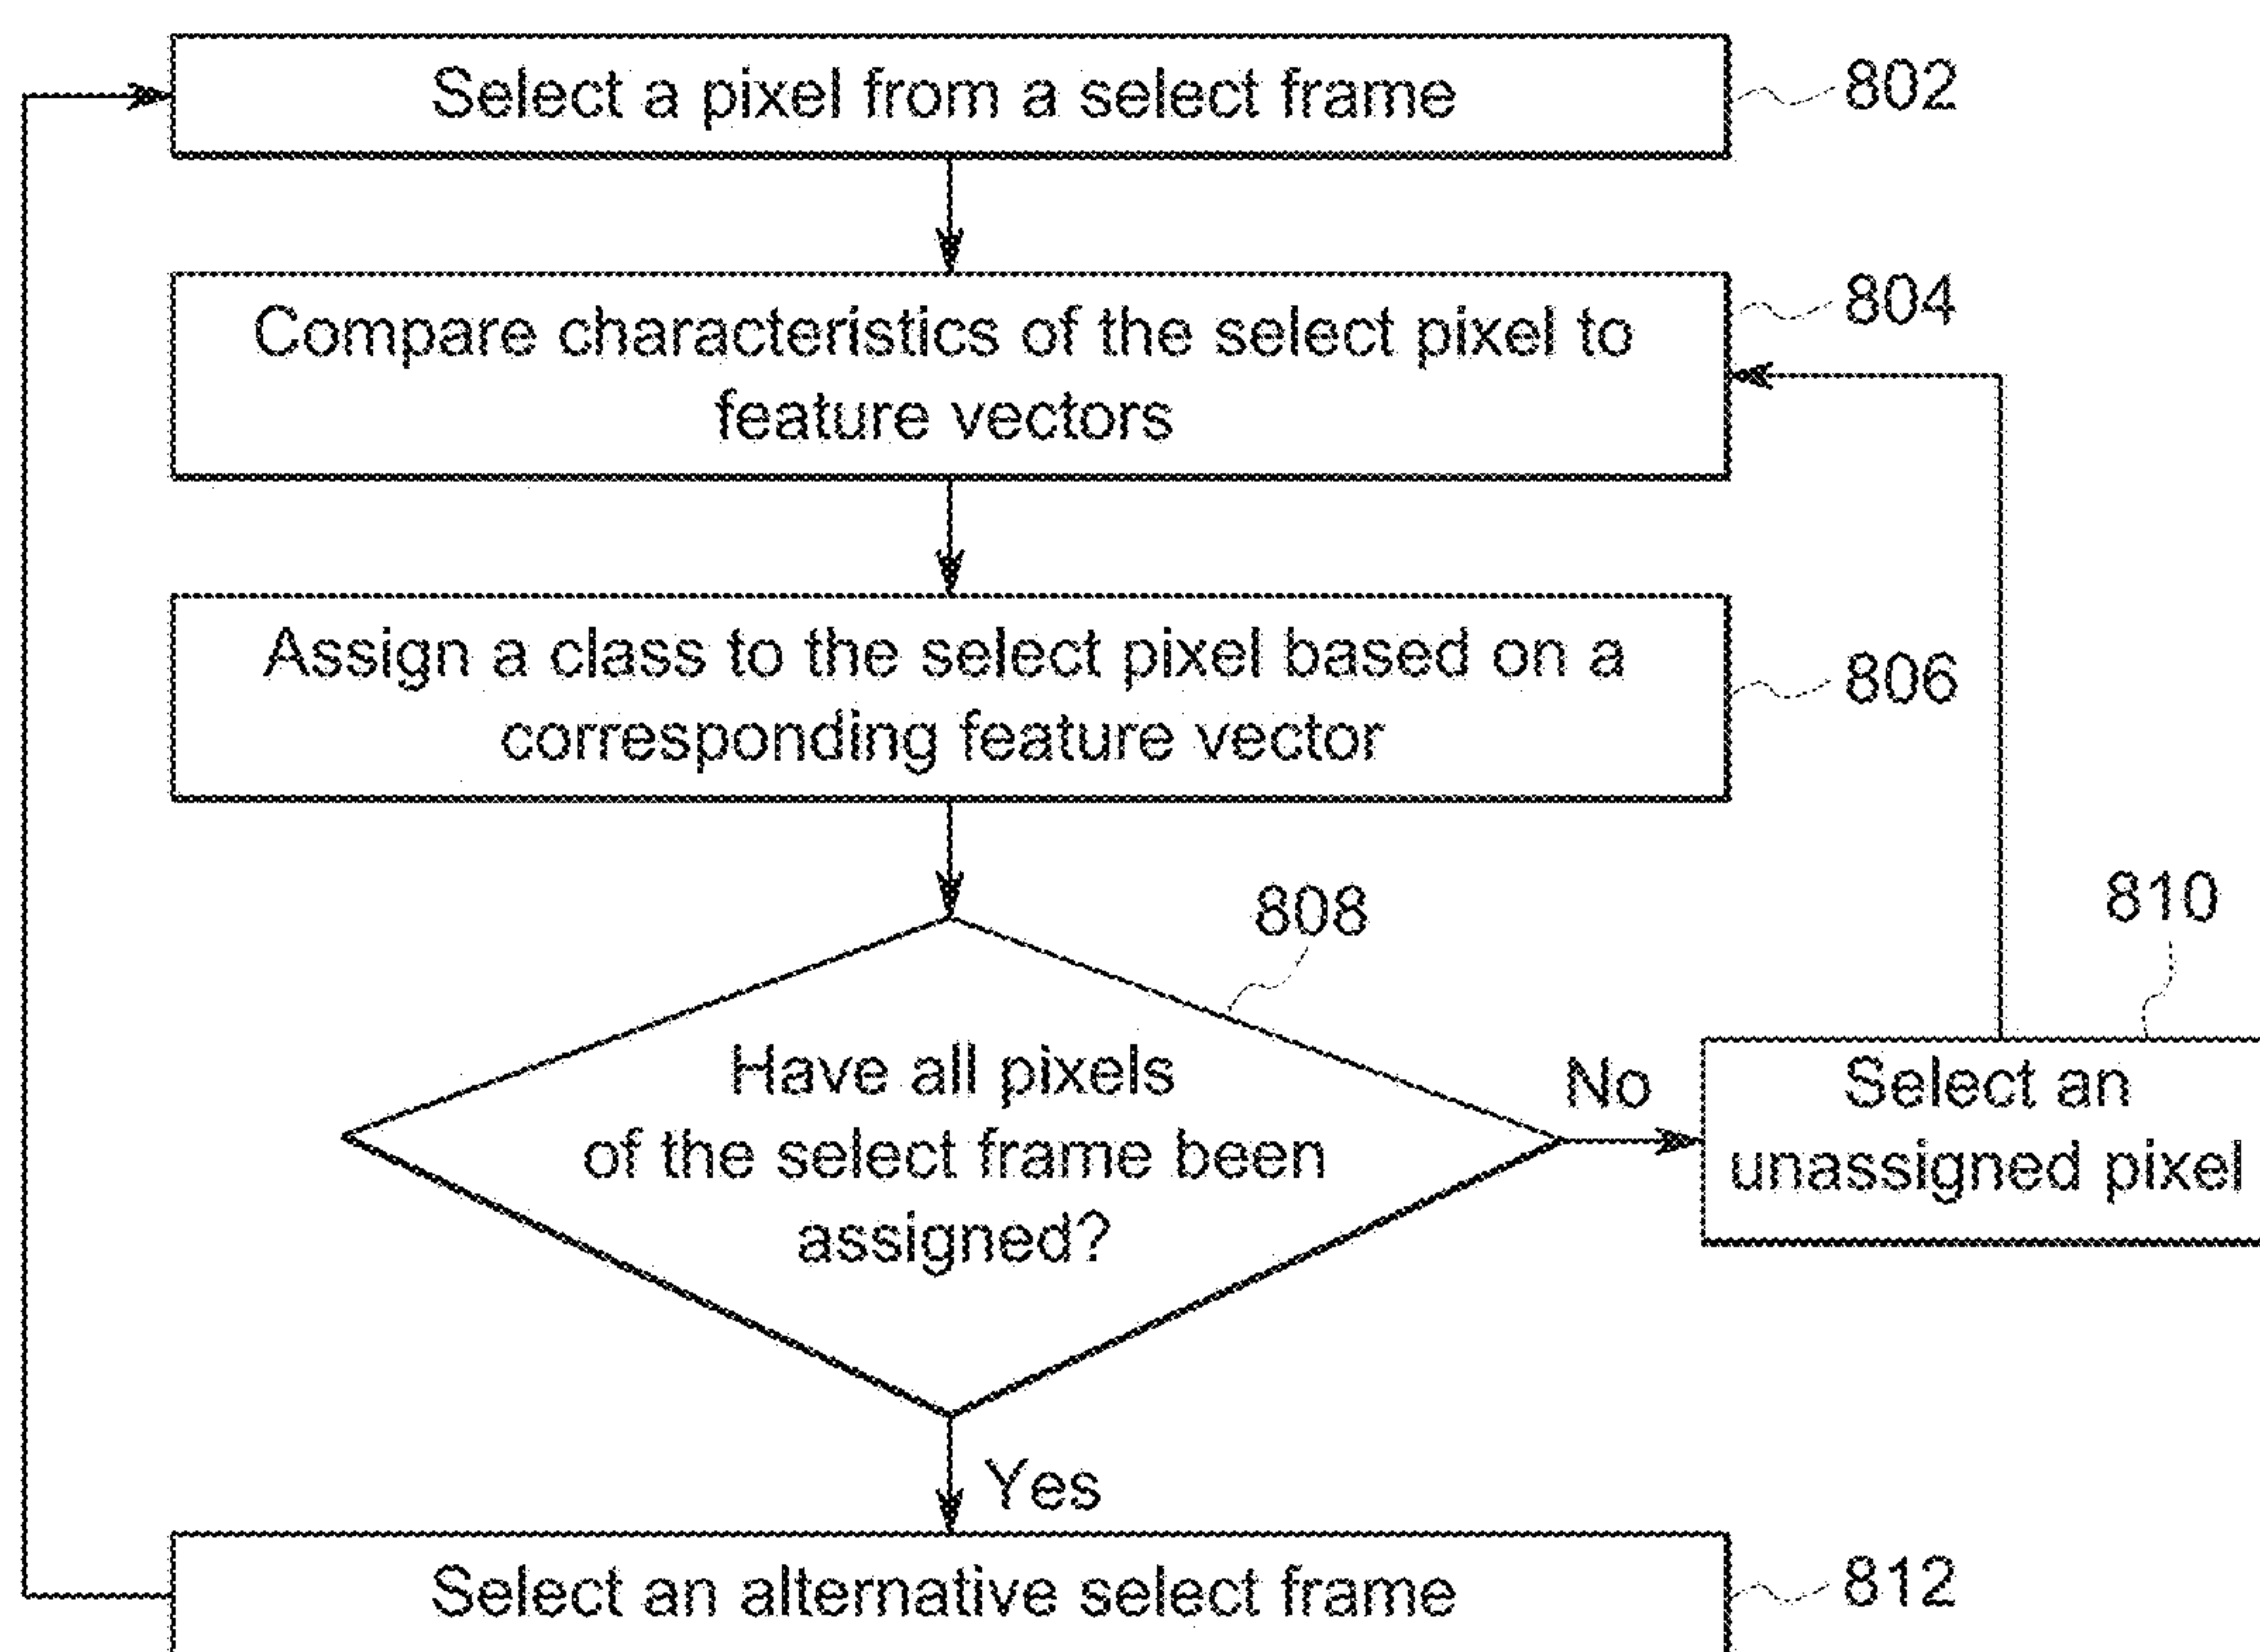 Select a pixel from a select frame
802
Compare characteristics of the select pixel to
feature vectors
804
Assign a class to the select pixel based on a
corresponding feature vector
806
808
Have all pixels
of the select frame been
assigned?
No
810
Select an
unassigned pixel
Yes
Select an alternative select frame
812